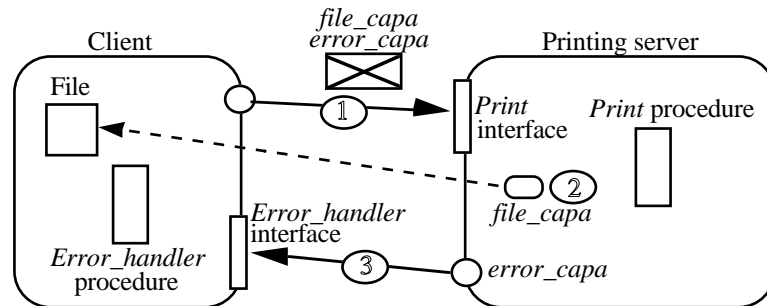 file_capa
error_capa
Client
Printing server
File
1
Print
interface
Print procedure
2
file_capa
Error_handler
interface
Error_handler
procedure
3
error_capa